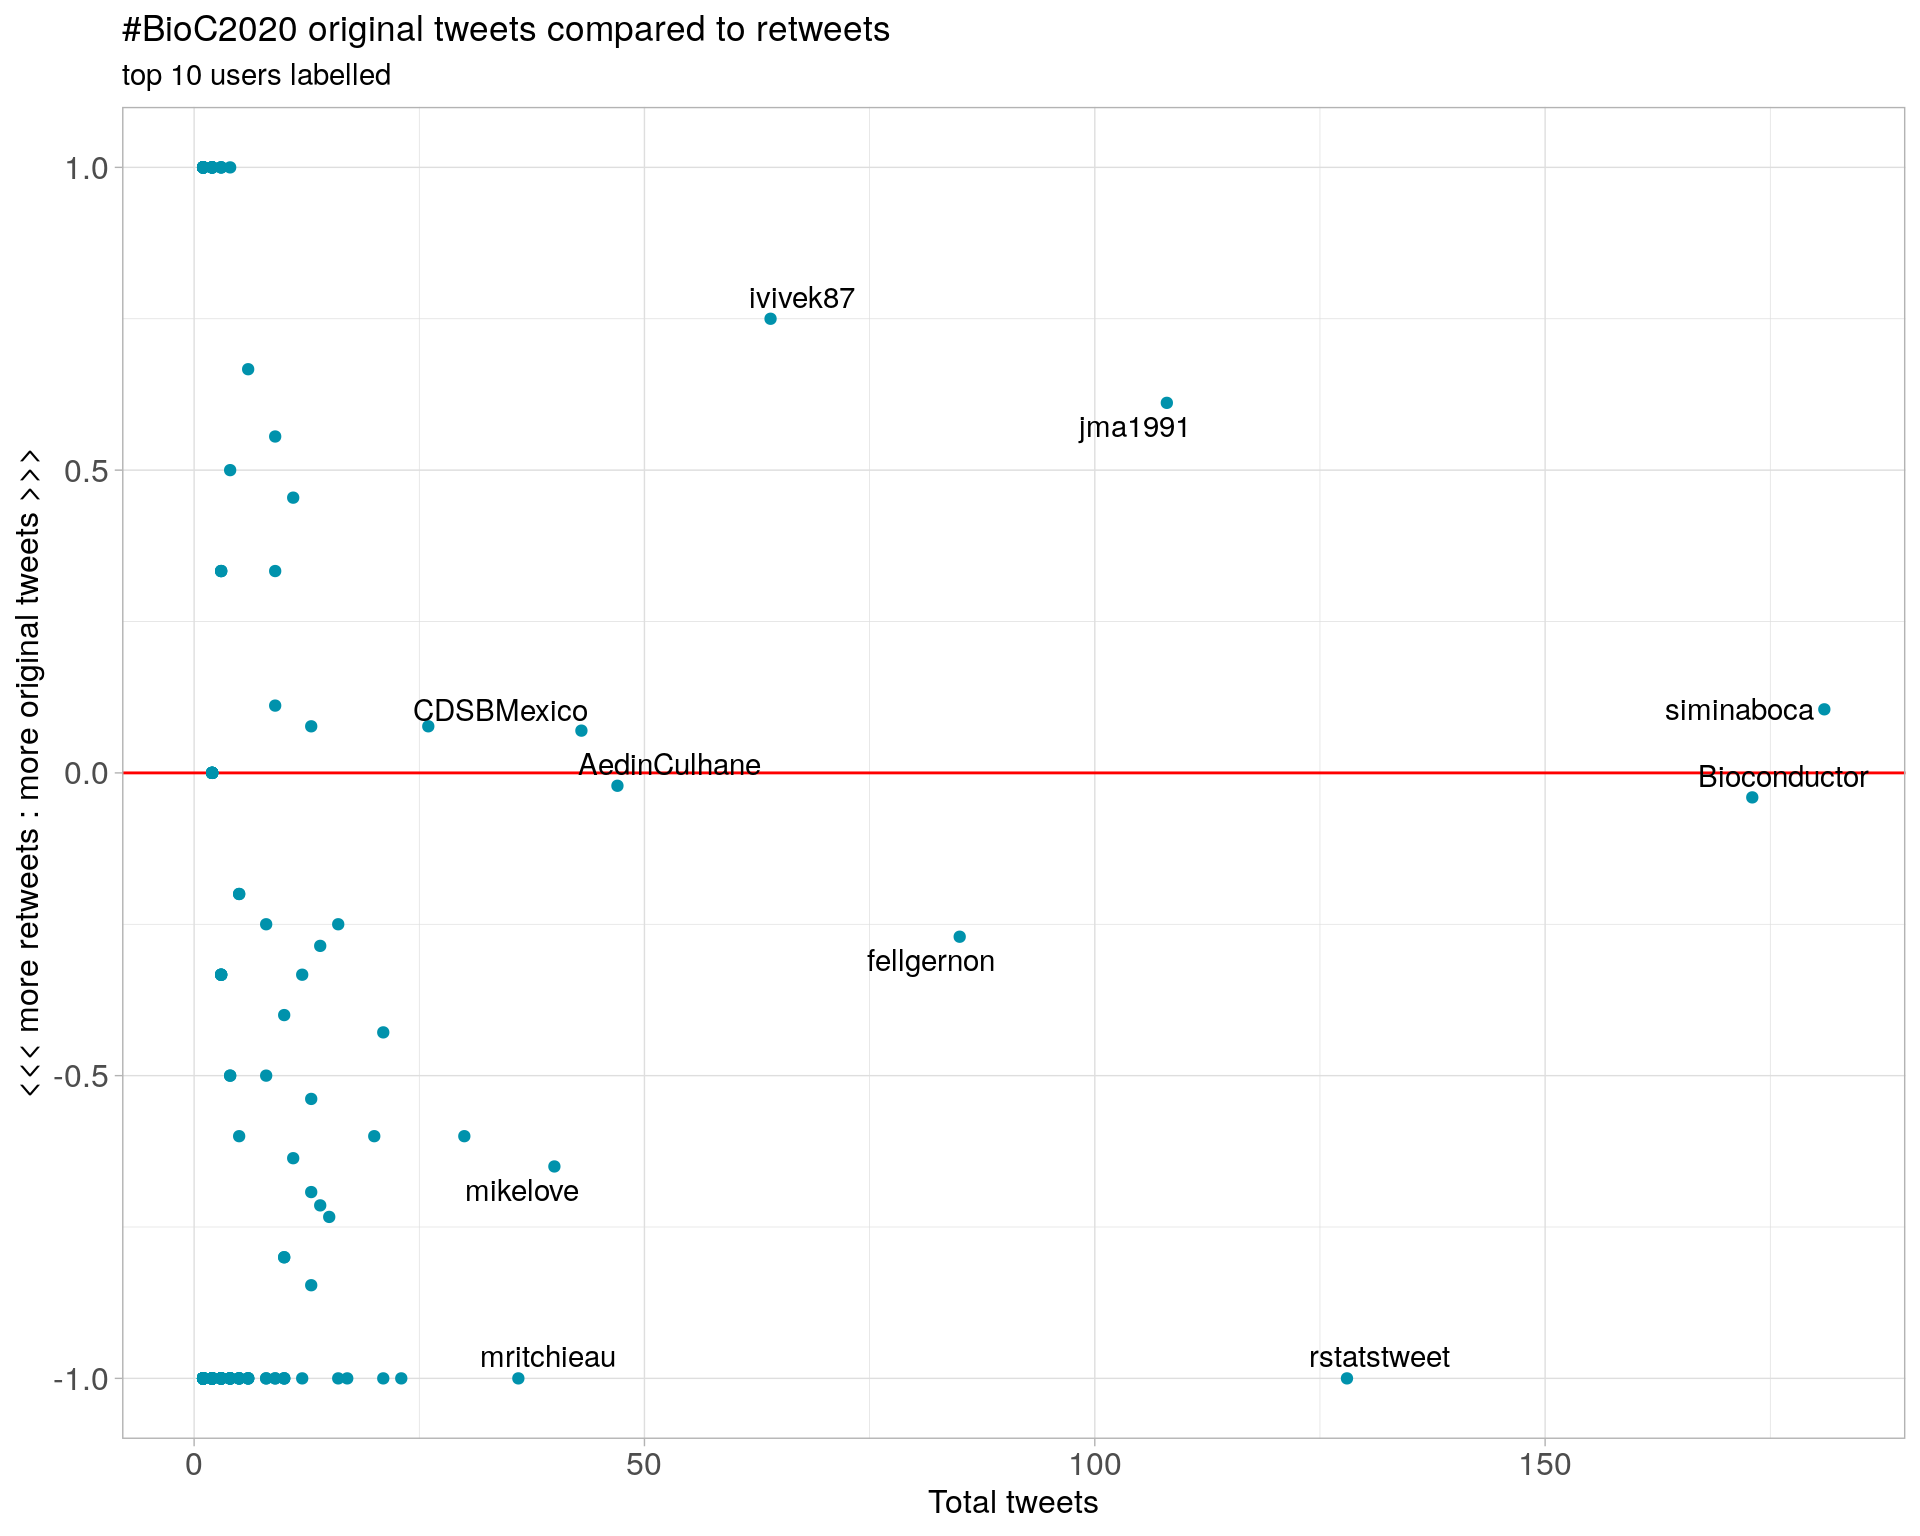 #BioC2020 original tweets compared to retweets
top 10 users labelled
<<< more retweets : more original tweets >>>
1.0
0.5
0.0
-0.5
-1.0
ivivek87
jma1991
CDSBMexico
siminaboca
AedinCulhane
Bioconductor
fellgernon
mikelove
mritchieau
rstatstweet
0
50
100
150
Total tweets